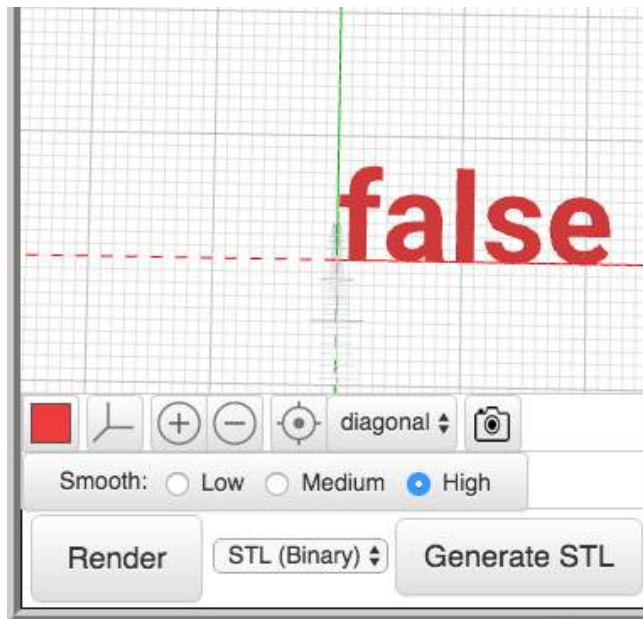 false
diagonal
Smooth: Low Medium High
Render STL (Binary) Generate STL